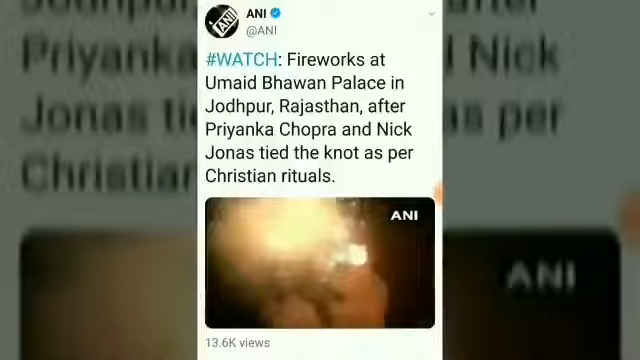 ANI
@ANI
#WATCH: Fireworks at
Umaid Bhawan Palace in
Jodhpur, Rajasthan, after
Priyanka Chopra and Nick
Jonas tied the knot as per
Christian rituals.
ANI
13.6K views